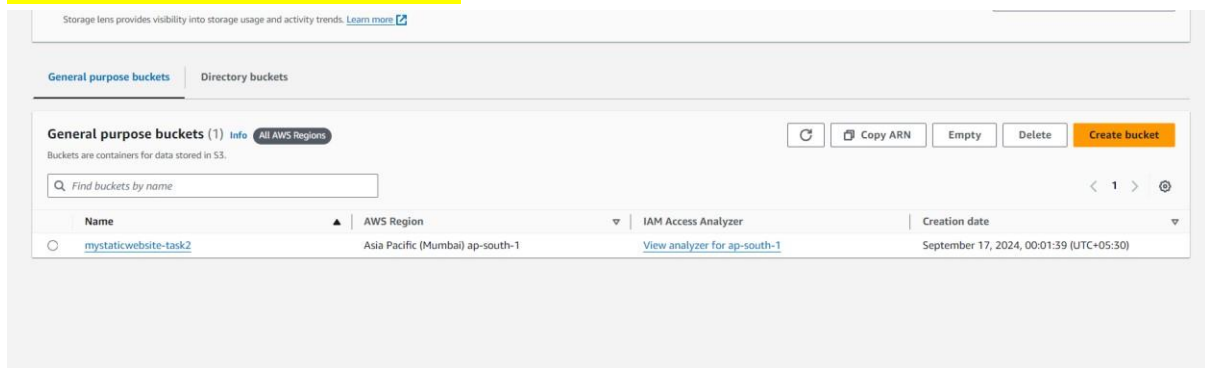 Storage lens provides visibility into storage usage and activity trends. Learn more
General purpose buckets Directory buckets
General purpose buckets (1) Info All AWS Regions
Copy ARN Empty Delete Create bucket
Buckets are containers for data stored in S3.
Find buckets by name
< 1 >
Name AWS Region IAM Access Analyzer Creation date
mystaticwebsite-task2 Asia Pacific (Mumbai) ap-south-1 View analyzer for ap-south-1 September 17, 2024, 00:01:39 (UTC+05:30)